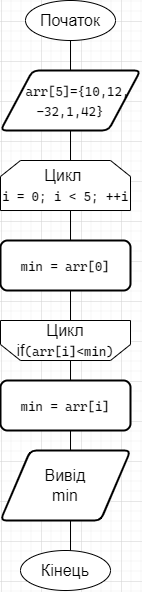 Початок
arr[5]={10,12
-32,1,42}
Цикл
i = 0; i < 5; ++i
min = arr[0]
Цикл
if(arr[i]<min)
min = arr[i]
Вивід
min
Кінець